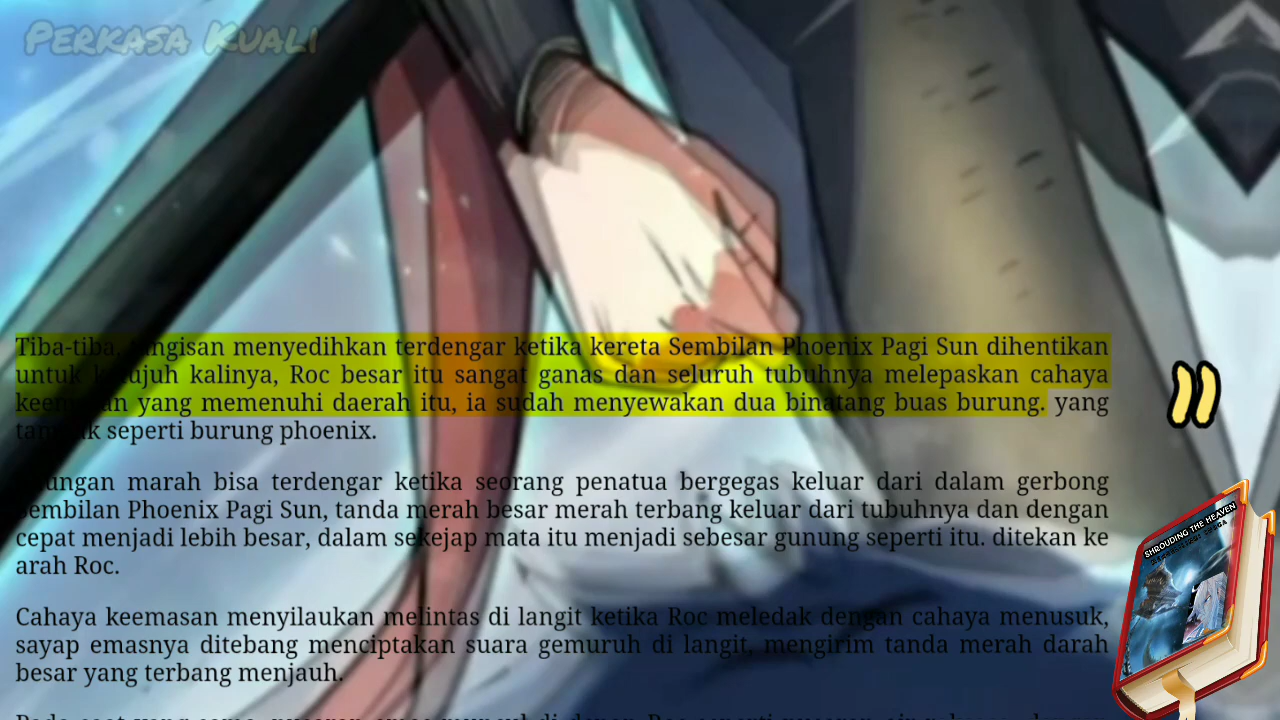 PERKASA KUALI
Tiba-tiba, tangisan menyedihkan terdengar ketika kereta Sembilan Phoenix Pagi Sun dihentikan
untuk ketujuh kalinya, Roc besar itu sangat ganas dan seluruh tubuhnya melepaskan cahaya
keemasan yang memenuhi daerah itu, ia sudah menyewakan dua binatang buas burung. yang
tampak seperti burung phoenix.
marah bisa terdengar ketika seorang penatua bergegas keluar dari dalam gerbong
Sembilan Phoenix Pagi Sun, tanda merah besar merah terbang keluar dari tubuhnya dan dengan
cepat menjadi lebih besar, dalam sekejap mata itu menjadi sebesar gunung seperti itu. ditekan ke
arah Roc.
Cahaya keemasan menyilaukan melintas di langit ketika Roc meledak dengan cahaya menusuk,
sayap emasnya ditebang menciptakan suara gemuruh di langit, mengirim tanda merah darah
besar yang terbang menjauh.
SHROUDING THE HEAVEN